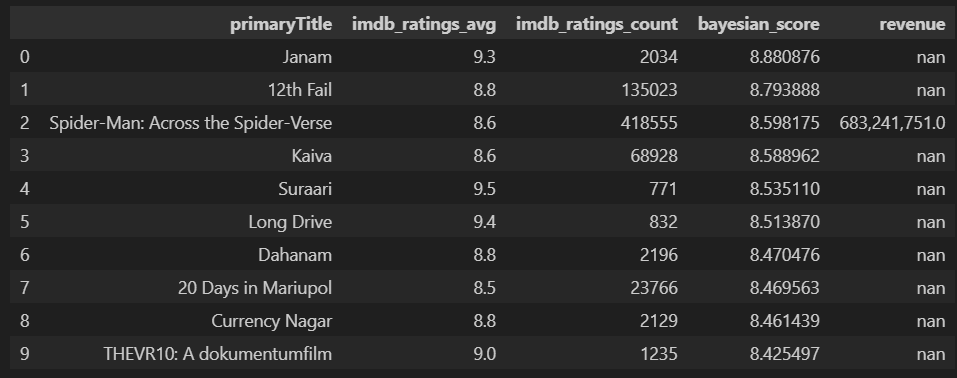 primaryTitle imdb_ratings_avg imdb_ratings_count bayesian_score revenue
0 Janam 9.3 2034 8.880876 nan
1 12th Fail 8.8 135023 8.793888 nan
2 Spider-Man: Across the Spider-Verse 8.6 418555 8.598175 683,241,751.0
3 Kaiva 8.6 68928 8.588962 nan
4 Suraari 9.5 771 8.535110 nan
5 Long Drive 9.4 832 8.513870 nan
6 Dahanam 8.8 2196 8.470476 nan
7 20 Days in Mariupol 8.5 23766 8.469563 nan
8 Currency Nagar 8.8 2129 8.461439 nan
9 THEVR10: A dokumentumfilm 9.0 1235 8.425497 nan